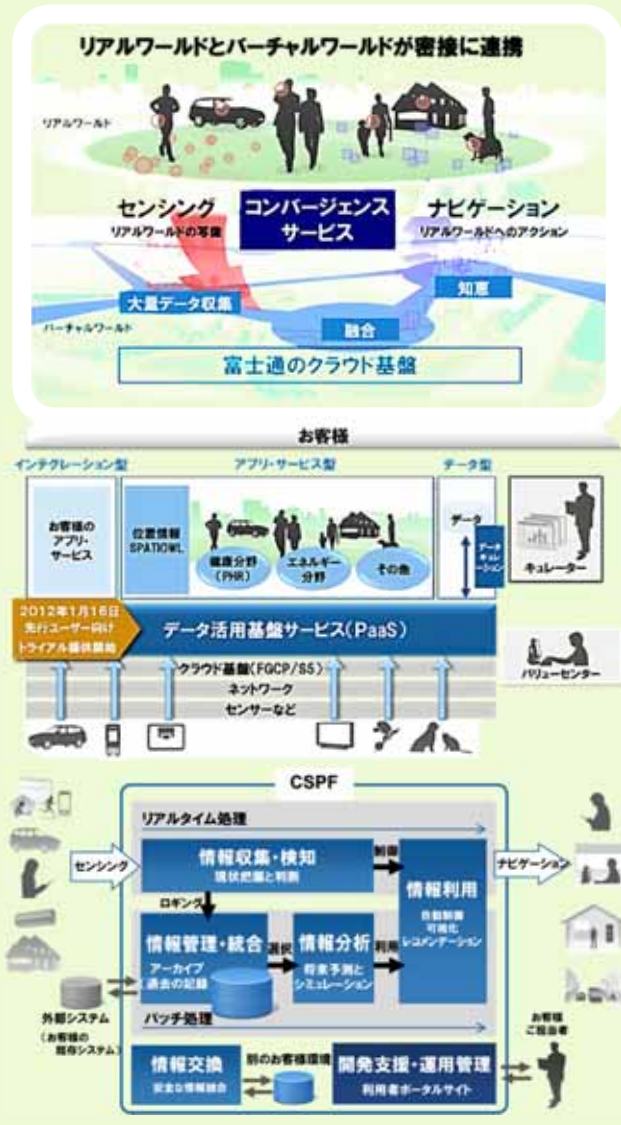 リアルワールドとバーチャルワールドが密接に連携
リアルワールド
センシング
リアルワールドの写像
コンバージェンス
サービス
ナビゲーション
リアルワールドへのアクション
大量データ収集
知恵
バーチャルワールド
融合
富士通のクラウド基盤
お客様
インテグレーション型
アプリ・サービス型
データ型
お客様の
アプリ・
サービス
位置情報
SPATIOWL
健康分野
(PHR)
エネルギー
分野
その他
データ
データ
キュレーション
キュレーター
2012年1月16日
先行ユーザー向け
トライアル提供開始
データ活用基盤サービス(PaaS)
バリューセンター
クラウド基盤(FGCP/S5)
ネットワーク
センサーなど
CSPF
リアルタイム処理
センシング
情報収集・検知
現状把握と判断
制御
ナビゲーション
情報利用
自動制御
可視化
レコメンデーション
ロギング
情報管理・統合
アーカイブ
過去の記録
選択
情報分析
将来予測と
シミュレーション
利用
外部システム
(お客様の
既存システム)
バッチ処理
お客様
ご担当者
情報交換
安全な情報融合
別のお客様環境
開発支援・運用管理
利用者ポータルサイト